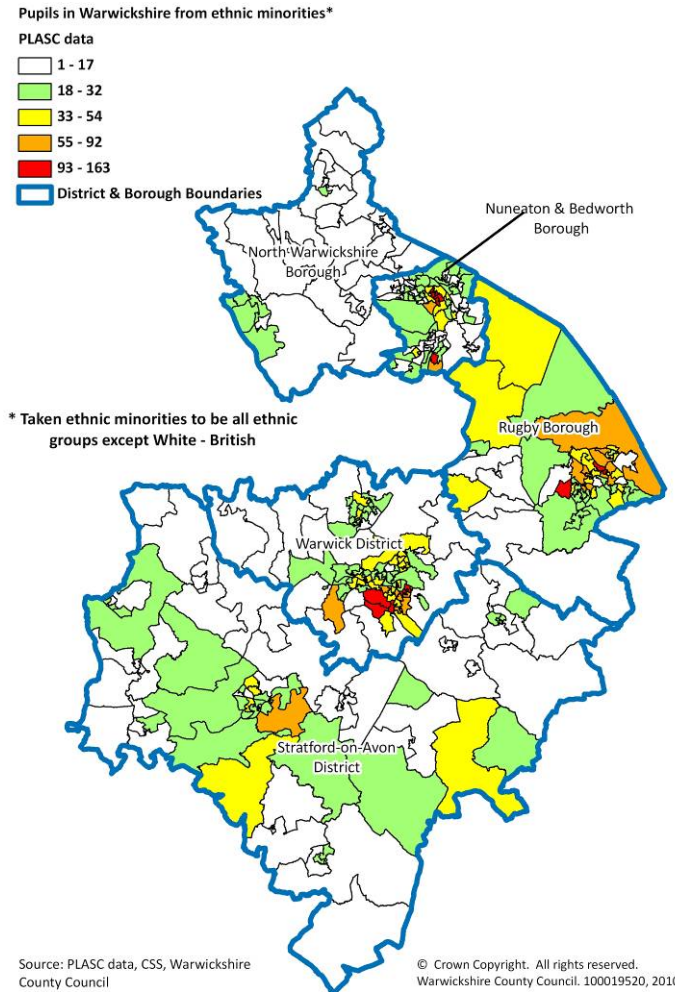 Pupils in Warwickshire from ethnic minorities*
PLASC data
1 - 17
18 - 32
33 - 54
55 - 92
93 - 163
District & Borough Boundaries
Nuneaton & Bedworth
Borough
North Warwickshire
Borough
* Taken ethnic minorities to be all ethnic
groups except White - British
Rugby Borough
Warwick District
Stratford-on-Avon
District
Source: PLASC data, CSS, Warwickshire
County Council
© Crown Copyright. All rights reserved.
Warwickshire County Council. 100019520, 2010